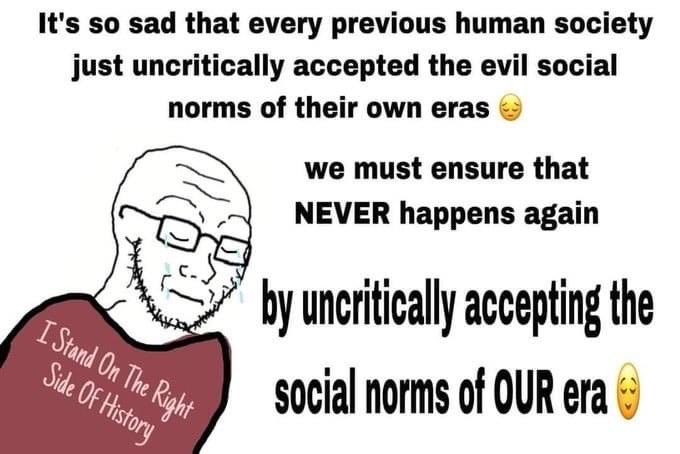 It's so sad that every previous human society
just uncritically accepted the evil social
norms of their own eras 😔
we must ensure that
NEVER happens again
by uncritically accepting the
social norms of OUR era 😌
I Stand On The Right
Side Of History